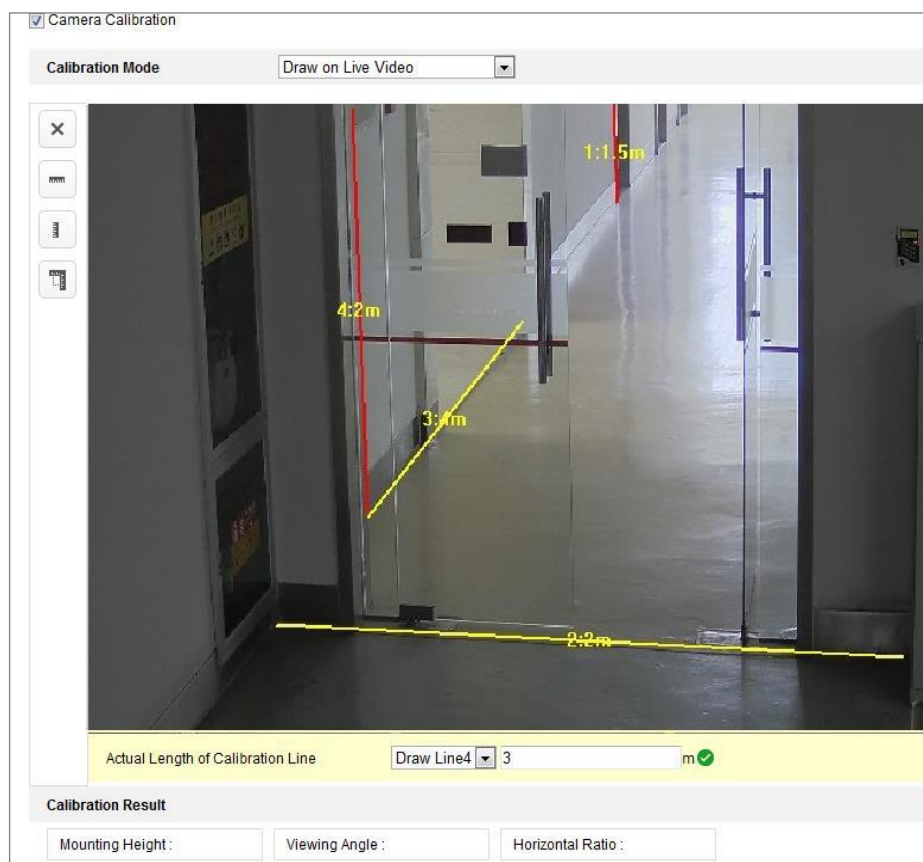 Camera Calibration
Calibration Mode Draw on Live Video
1:1.5m
4:2m
3:4m
2:2m
Actual Length of Calibration Line Draw Line4 3 m
Calibration Result
Mounting Height : Viewing Angle : Horizontal Ratio :